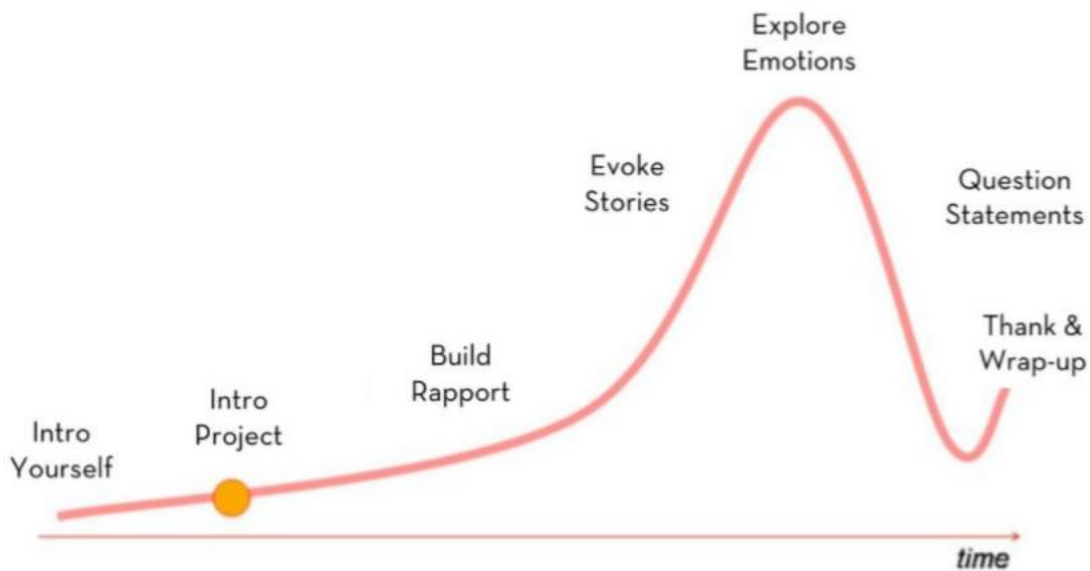 Intro
Yourself
Intro
Project
Build
Rapport
Evoke
Stories
Explore
Emotions
Question
Statements
Thank &
Wrap-up
time